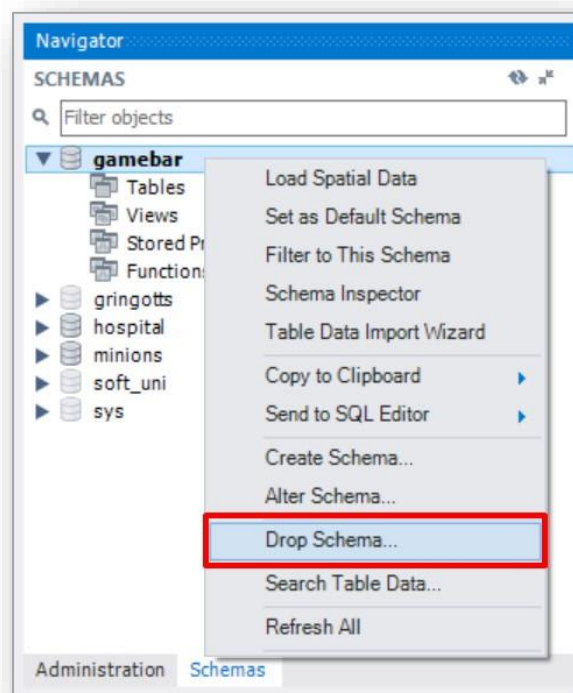 Navigator
SCHEMAS
Filter objects
gamebar
Tables
Views
Stored Pr
Functions
gringotts
hospital
minions
soft_uni
sys
Load Spatial Data
Set as Default Schema
Filter to This Schema
Schema Inspector
Table Data Import Wizard
Copy to Clipboard
Send to SQL Editor
Create Schema...
Alter Schema...
Drop Schema...
Search Table Data...
Refresh All
Administration Schemas